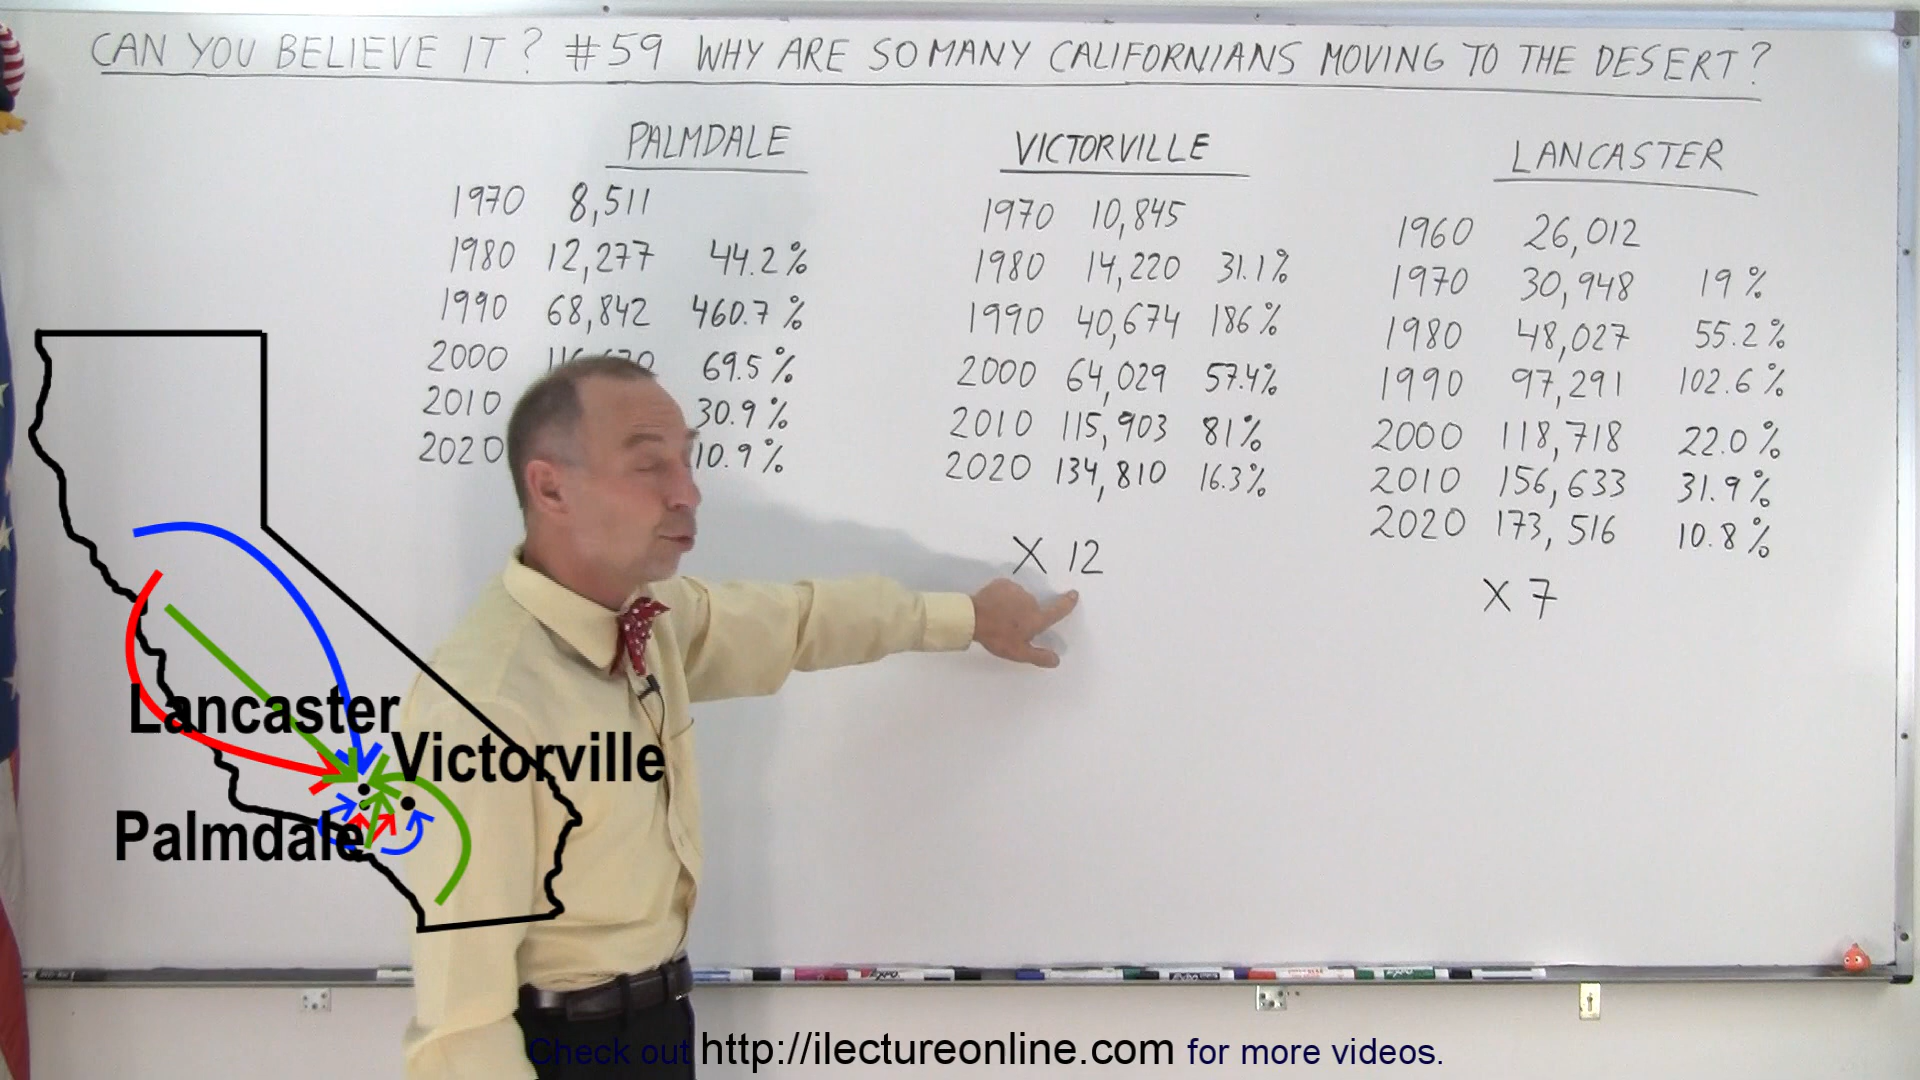 CAN YOU BELIEVE IT? #59 WHY ARE SO MANY CALIFORNIANS MOVING TO THE DESERT?
PALMDALE
1970 8,511
1980 12,277 44.2%
1990 68,842 460.7%
2000 69.5%
2010 30.9%
2020 10.9%
VICTORVILLE
1970 10,845
1980 14,220 31.1%
1990 40,674 186%
2000 64,029 57.4%
2010 115,903 81%
2020 134,810 16.3%
X 12
LANCASTER
1960 26,012
1970 30,948 19%
1980 48,027 55.2%
1990 97,291 102.6%
2000 118,718 22.0%
2010 156,633 31.9%
2020 173,516 10.8%
X 7
Lancaster
Victorville
Palmdale
Check out http://ilectureonline.com for more videos.